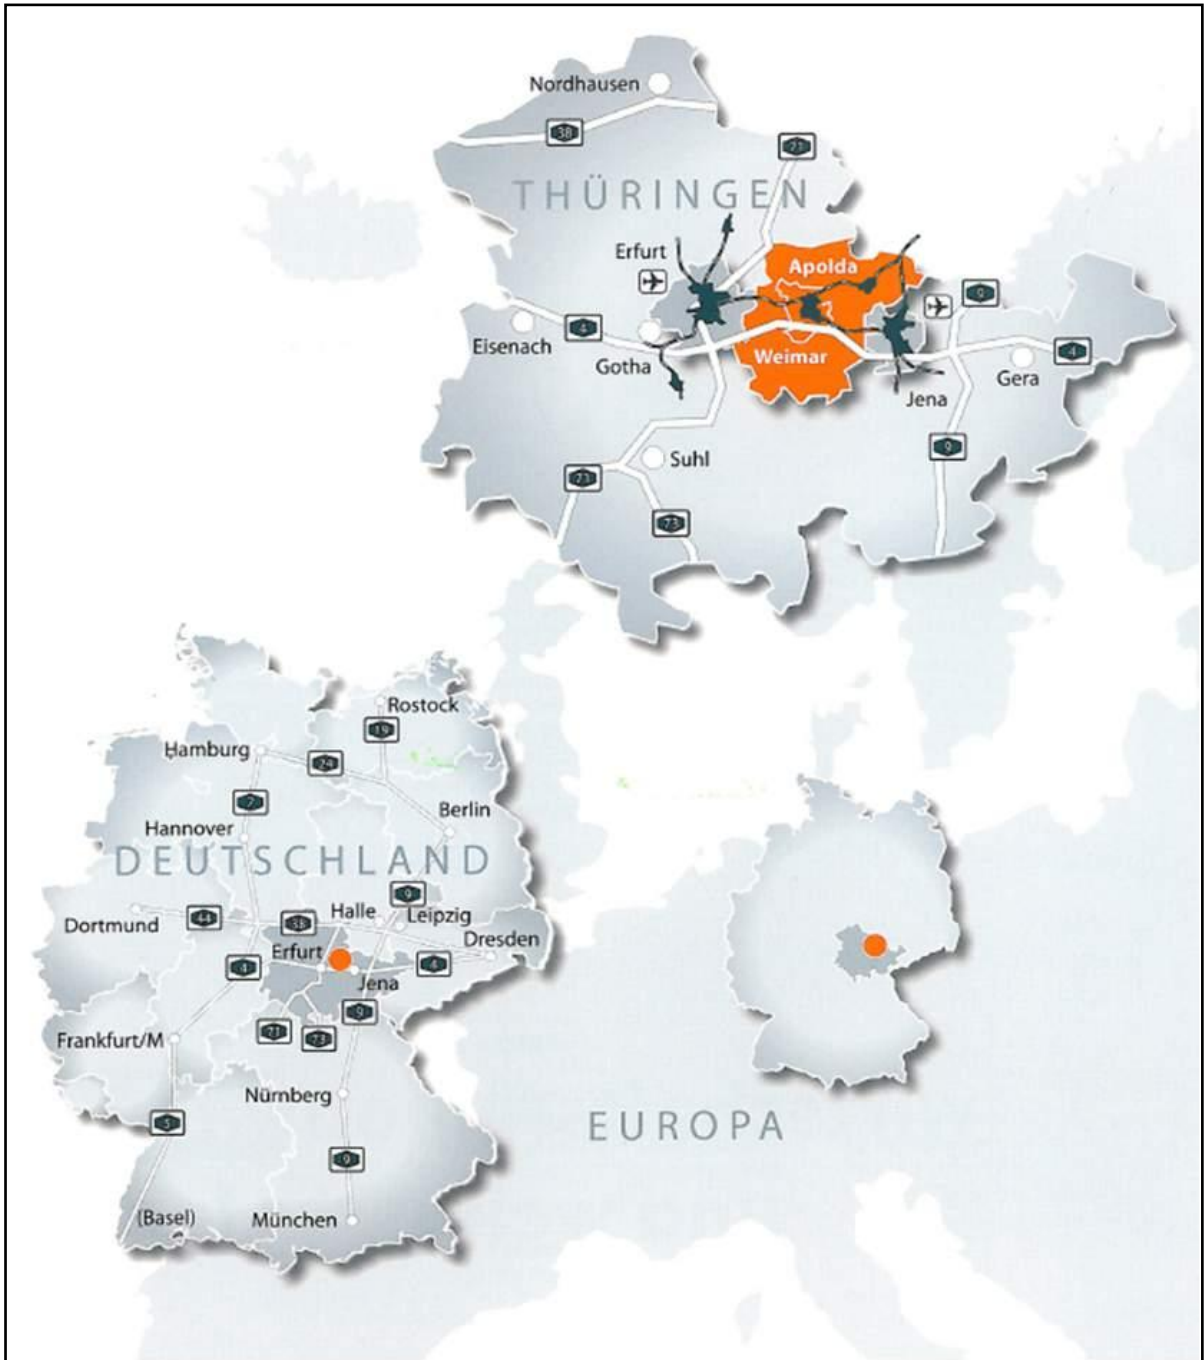 Nordhausen
38
71
THÜRINGEN
Erfurt
Apolda
9
4
Eisenach
Gotha
Weimar
4
Gera
Jena
9
Suhl
71
73
Rostock
19
Hamburg
24
7
Berlin
Hannover
DEUTSCHLAND
9
Halle
Leipzig
Dortmund
44
38
Dresden
Erfurt
4
4
Jena
9
71
73
Frankfurt/M
Nürnberg
EUROPA
5
9
(Basel)
München